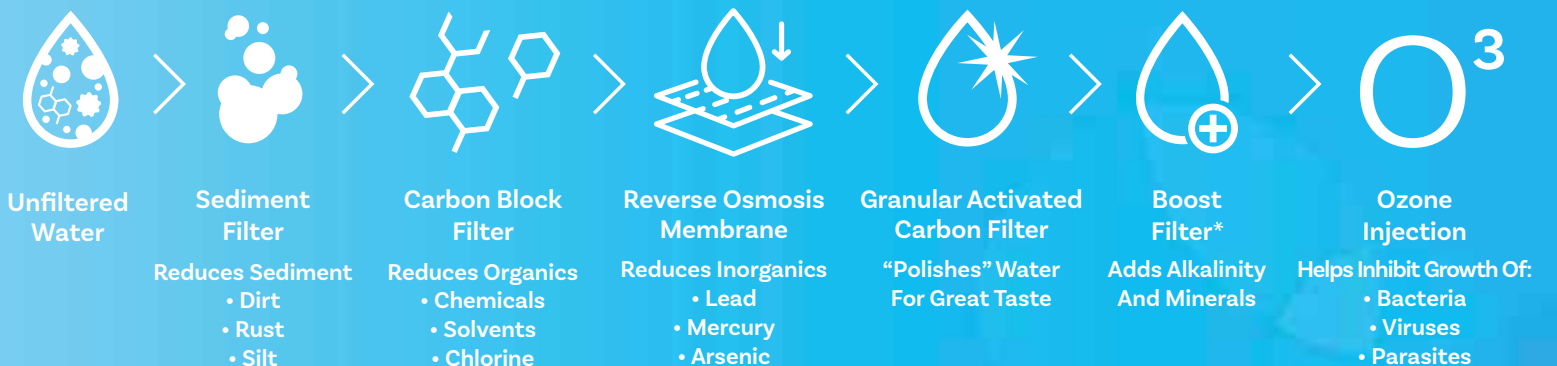 Unfiltered
Water
Sediment
Filter
Reduces Sediment
• Dirt
• Rust
• Silt
Carbon Block
Filter
Reduces Organics
• Chemicals
• Solvents
• Chlorine
Reverse Osmosis
Membrane
Reduces Inorganics
• Lead
• Mercury
• Arsenic
Granular Activated
Carbon Filter
“Polishes” Water
For Great Taste
Boost
Filter*
Adds Alkalinity
And Minerals
O³
Ozone
Injection
Helps Inhibit Growth Of:
• Bacteria
• Viruses
• Parasites